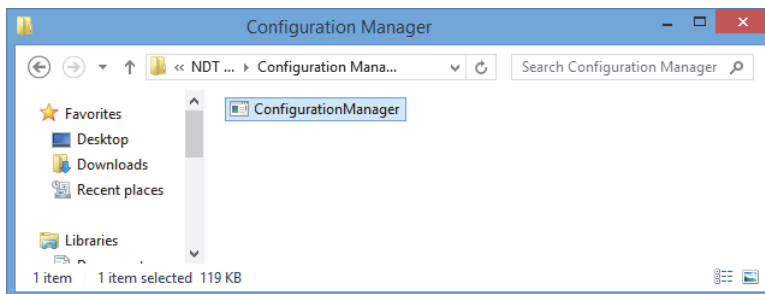 Configuration Manager
« NDT ... ▸ Configuration Mana...
Search Configuration Manager
Favorites
Desktop
Downloads
Recent places
Libraries
ConfigurationManager
1 item 1 item selected 119 KB